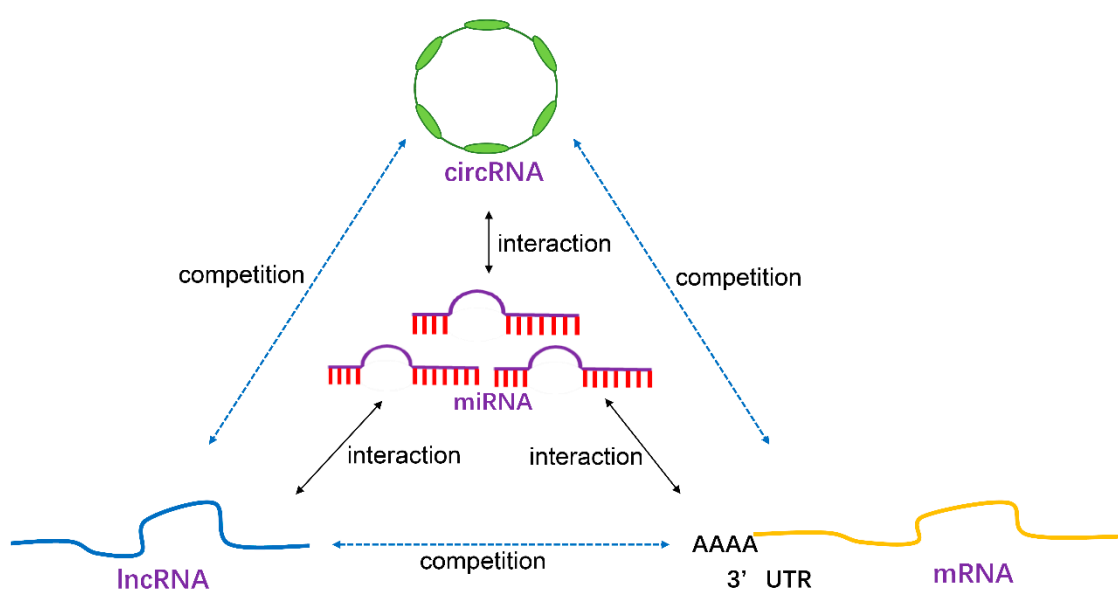 circRNA
interaction
competition
competition
miRNA
interaction
interaction
AAAA
competition
lncRNA
3’ UTR
mRNA